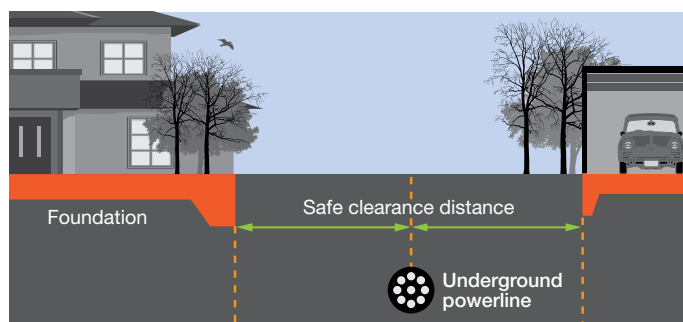 Foundation
Safe clearance distance
Underground
powerline